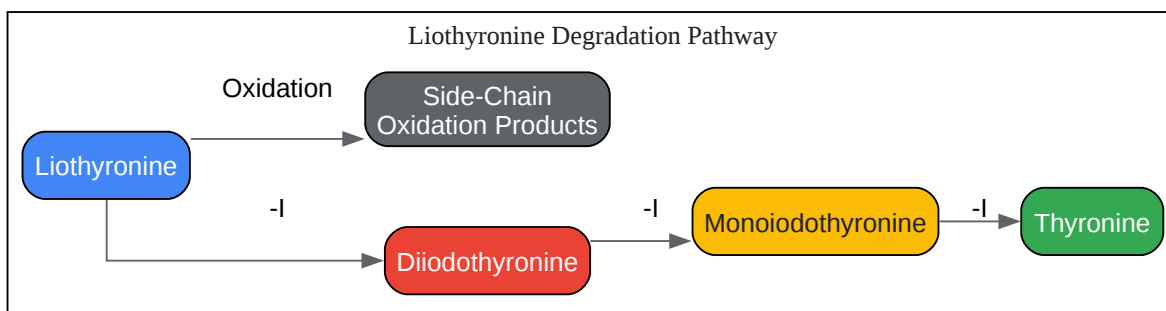 Liothyronine Degradation Pathway
Oxidation
Side-Chain
Oxidation Products
Liothyronine
-I
Diiodothyronine
-I
Monoiodothyronine
-I
Thyronine